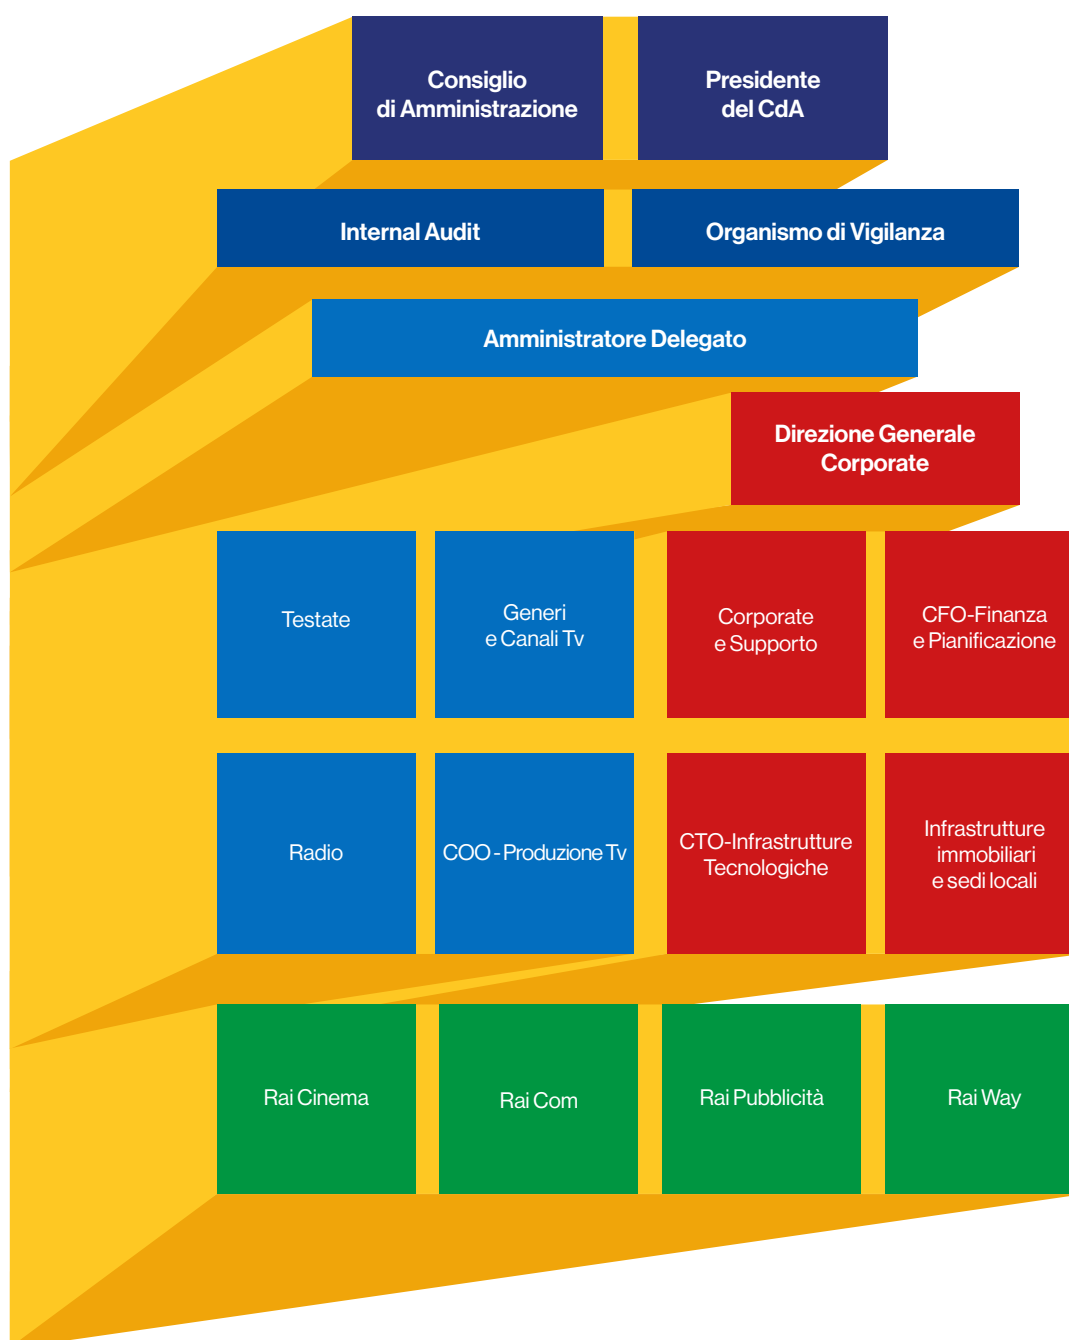 Consiglio
di Amministrazione
Presidente
del CdA
Internal Audit
Organismo di Vigilanza
Amministratore Delegato
Direzione Generale
Corporate
Testate
Generi
e Canali Tv
Corporate
e Supporto
CFO-Finanza
e Pianificazione
Radio
COO - Produzione Tv
CTO-Infrastrutture
Tecnologiche
Infrastrutture
immobiliari
e sedi locali
Rai Cinema
Rai Com
Rai Pubblicità
Rai Way